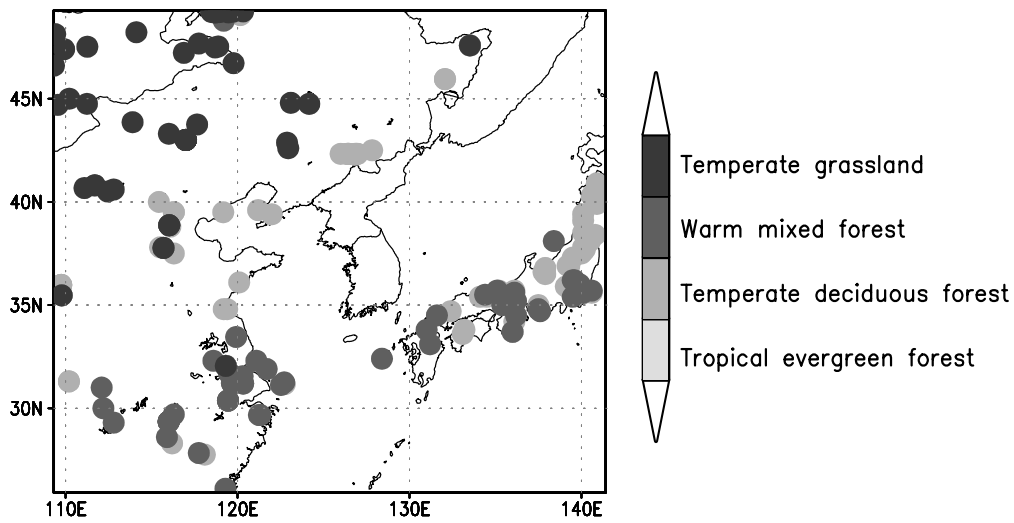 45N
40N
35N
30N
110E 120E 130E 140E
Temperate grassland
Warm mixed forest
Temperate deciduous forest
Tropical evergreen forest